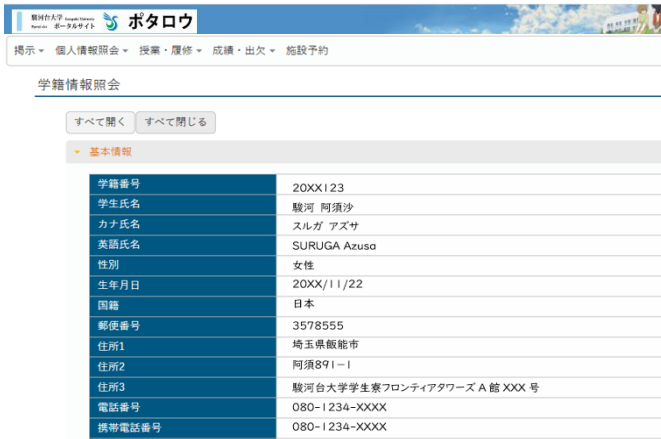 駿河台大学 Surugadai University
Portal Site ポータルサイト ポタロウ
掲示 個人情報照会 授業・履修 成績・出欠 施設予約
学籍情報照会
すべて開く すべて閉じる
基本情報
学籍番号 20XX123
学生氏名 駿河 阿須沙
カナ氏名 スルガ アズサ
英語氏名 SURUGA Azusa
性別 女性
生年月日 20XX/11/22
国籍 日本
郵便番号 3578555
住所1 埼玉県飯能市
住所2 阿須891-1
住所3 駿河台大学学生寮フロンティアタワーズ A 館 XXX 号
電話番号 080-1234-XXXX
携帯電話番号 080-1234-XXXX